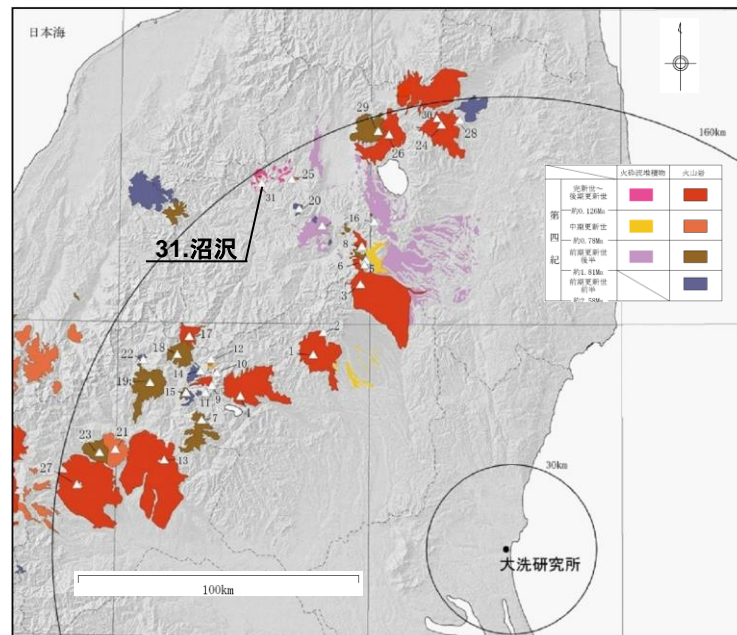 日本海
160km
29
30
24
28
26
25
31
20
31.沼沢
16
8
6
5
3
火砕流堆積物
火山岩
第四紀
完新世～
後期更新世
約0.126Ma
中期更新世
約0.78Ma
前期更新世
後半
約1.81Ma
前期更新世
前半
約2.58Ma
17
2
18
12
1
22
14
10
19
15
9
11
4
7
23
21
13
27
30km
大洗研究所
100km